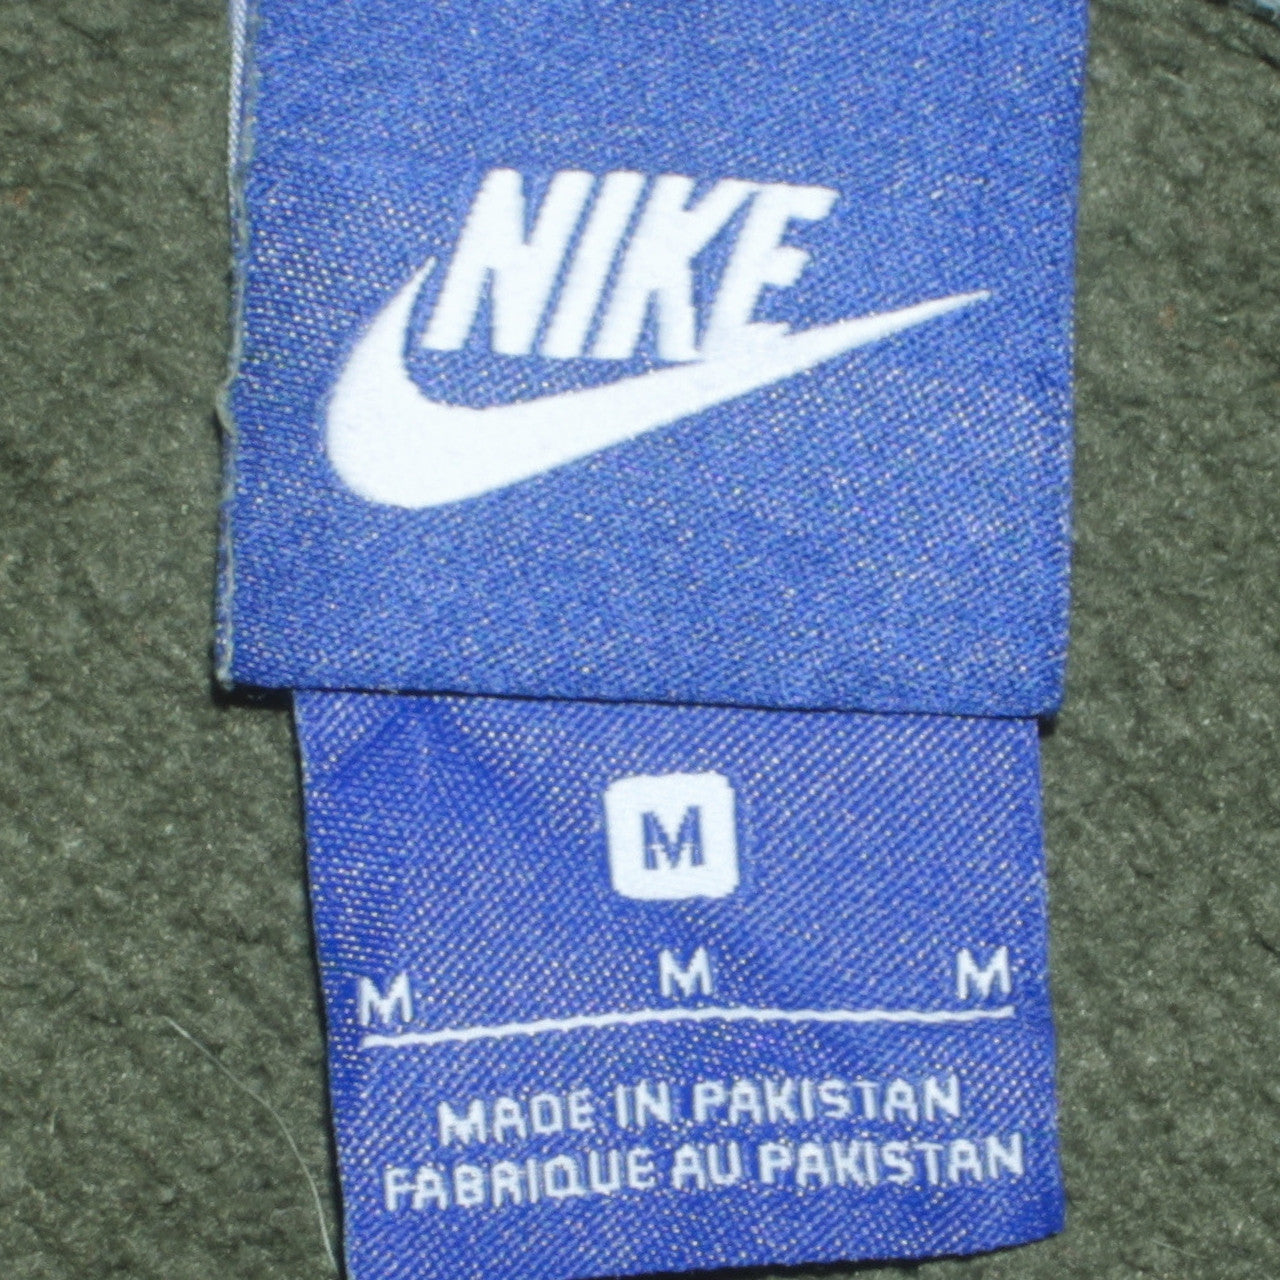 NIKE
M
M M M
MADE IN PAKISTAN
FABRIQUE AU PAKISTAN